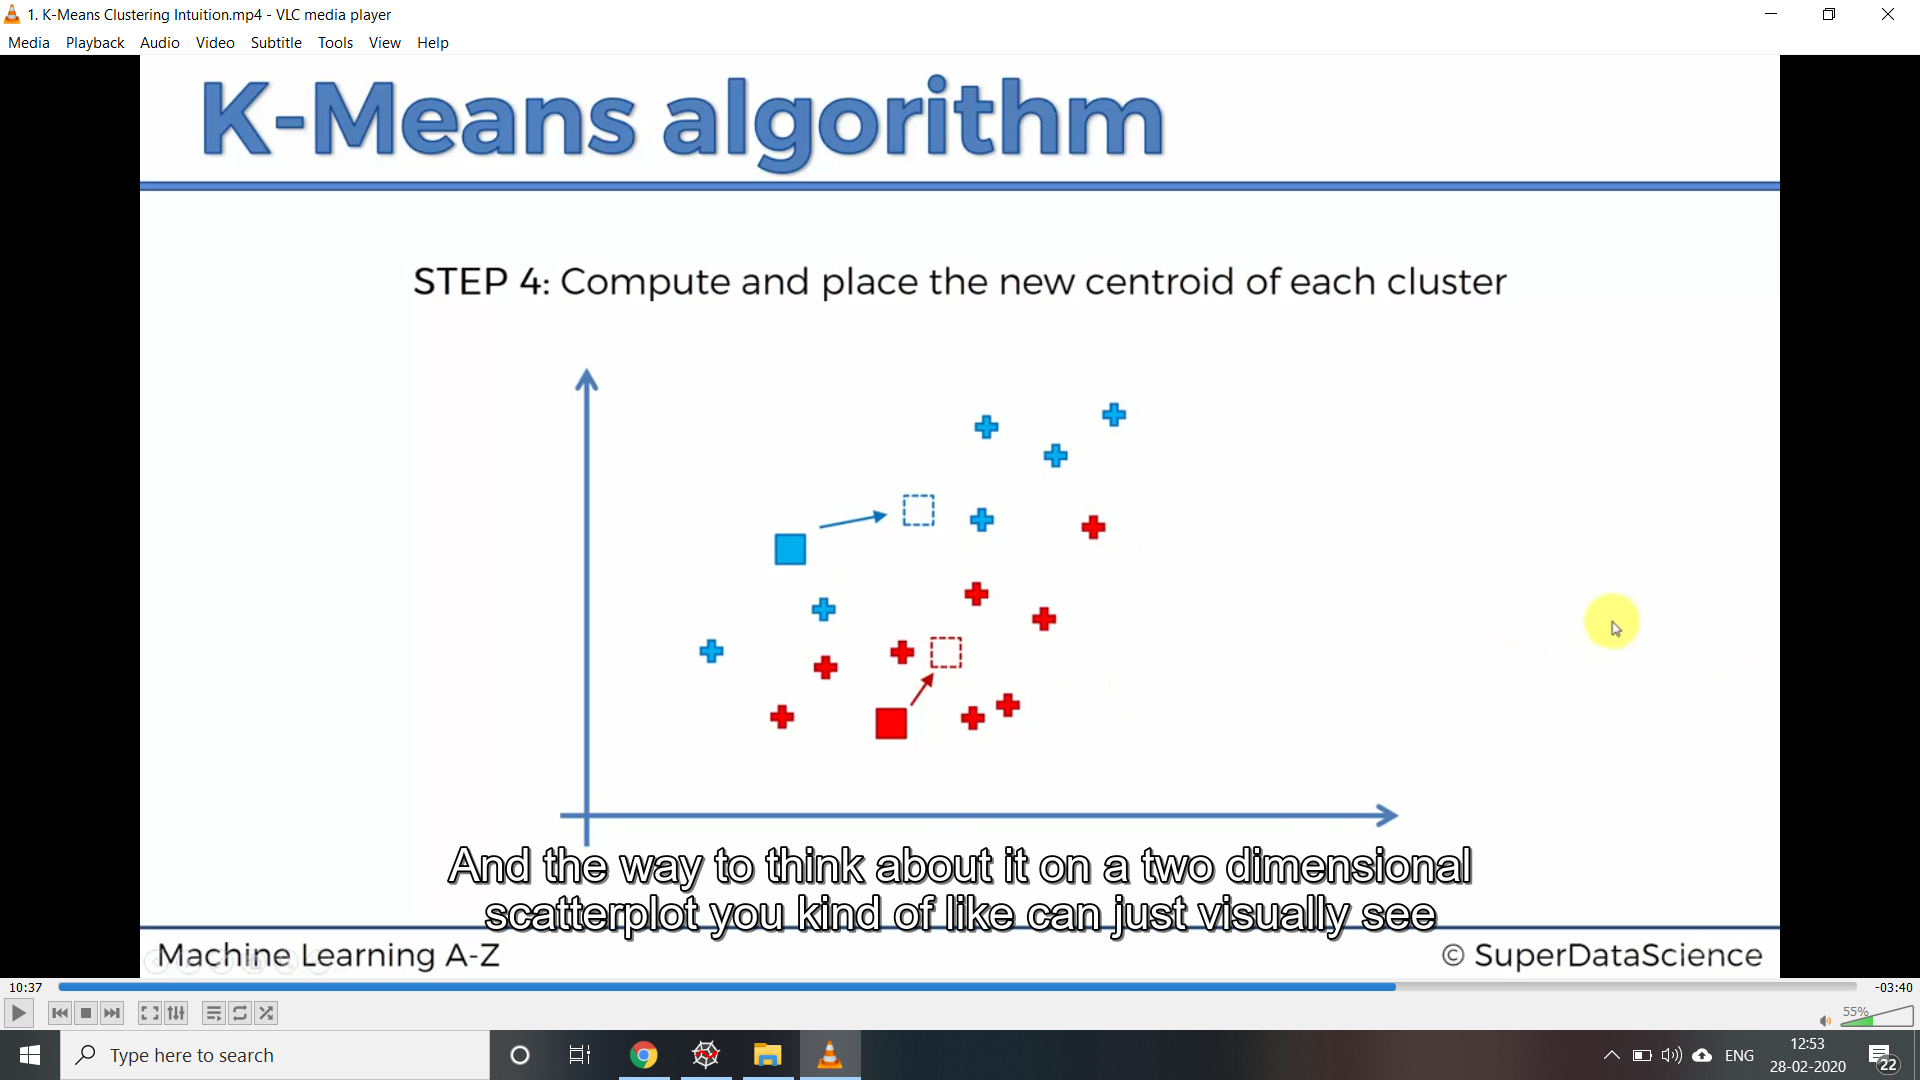 1. K-Means Clustering Intuition.mp4 - VLC media player
Media Playback Audio Video Subtitle Tools View Help
K-Means algorithm
STEP 4: Compute and place the new centroid of each cluster
And the way to think about it on a two dimensional
scatterplot you kind of like can just visually see
Machine Learning A-Z
© SuperDataScience
10:37
-03:40
55%
Type here to search
ENG
12:53
28-02-2020
22